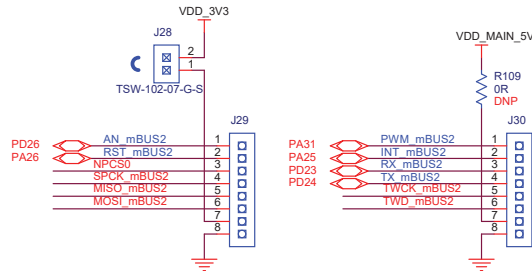 VDD_3V3
J28
2
1
TSW-102-07-G-S
J29
PD26 AN_mBUS2 1
PA26 RST_mBUS2 2
NPCS0 3
SPCK_mBUS2 4
MISO_mBUS2 5
MOSI_mBUS2 6
7
8
VDD_MAIN_5V
R109
0R
DNP
J30
PA31 PWM_mBUS2 1
PA25 INT_mBUS2 2
PD23 RX_mBUS2 3
PD24 TX_mBUS2 4
TWCK_mBUS2 5
TWD_mBUS2 6
7
8